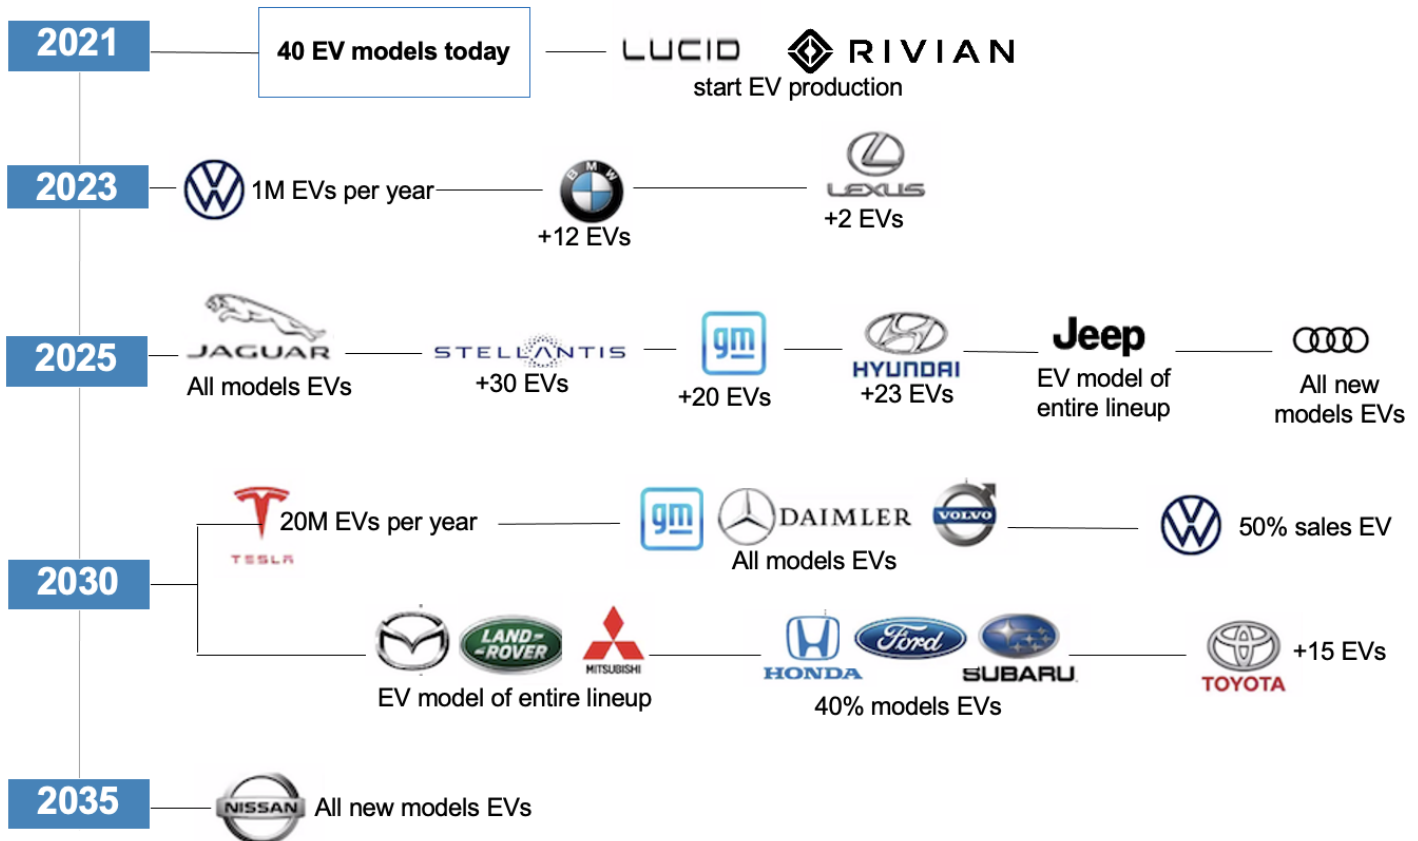 2021
40 EV models today
LUCID
RIVIAN
start EV production
2023
1M EVs per year
BMW
+12 EVs
LEXUS
+2 EVs
2025
JAGUAR
All models EVs
STELLANTIS
+30 EVs
gm
+20 EVs
HYUNDAI
+23 EVs
Jeep
EV model of
entire lineup
All new
models EVs
2030
TESLA
20M EVs per year
gm
DAIMLER
VOLVO
All models EVs
50% sales EV
LAND-
-ROVER
MITSUBISHI
EV model of entire lineup
HONDA
Ford
SUBARU
40% models EVs
TOYOTA
+15 EVs
2035
NISSAN
All new models EVs